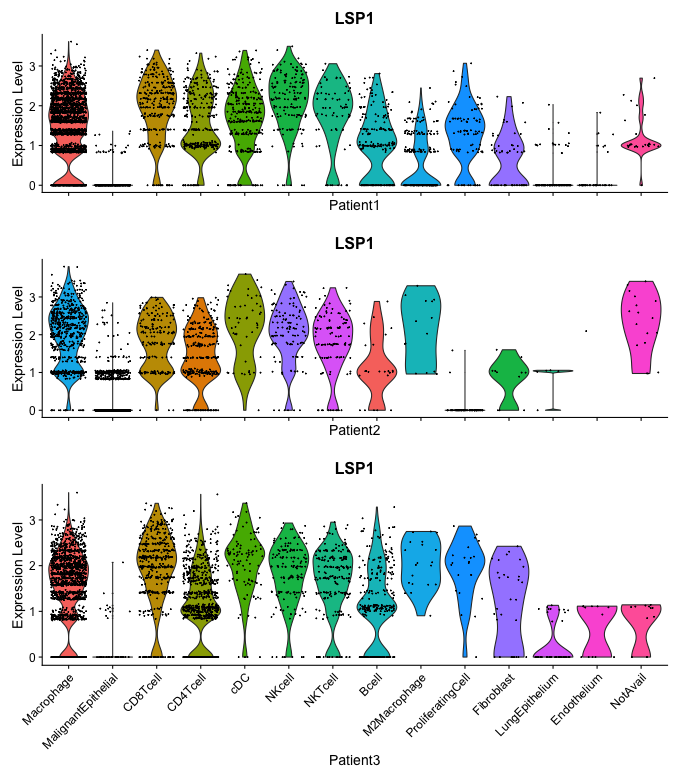 LSP1
Expression Level
3
2
1
0
Patient1
LSP1
Expression Level
3
2
1
0
Patient2
LSP1
Expression Level
3
2
1
0
Macrophage
MalignantEpithelial
CD8Tcell
CD4Tcell
cDC
NKcell
NKTcell
Bcell
M2Macrophage
ProliferatingCell
Fibroblast
LungEpithelium
Endothelium
NotAvail
Patient3